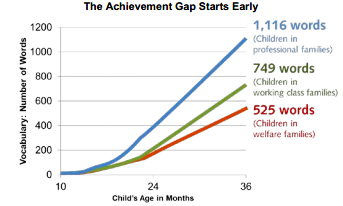 The Achievement Gap Starts Early
Vocabulary: Number of Words
1200
1000
800
600
400
200
0
10
24
36
Child's Age in Months
1,116 words
(Children in
professional families)
749 words
(Children in
working class families)
525 words
(Children in
welfare families)